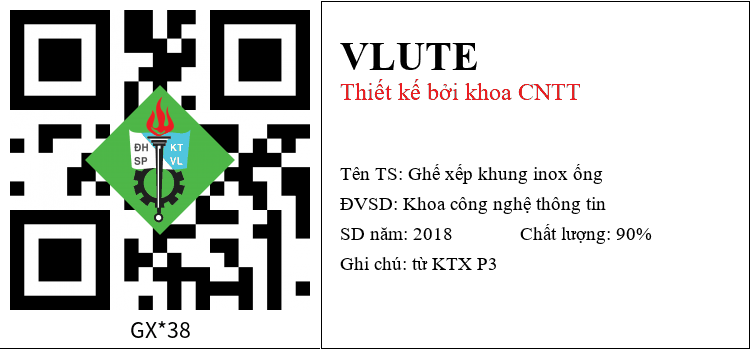 ĐH KT
SP VL
GX*38
VLUTE
Thiết kế bởi khoa CNTT
Tên TS: Ghế xếp khung inox ống
ĐVSD: Khoa công nghệ thông tin
SD năm: 2018 Chất lượng: 90%
Ghi chú: từ KTX P3